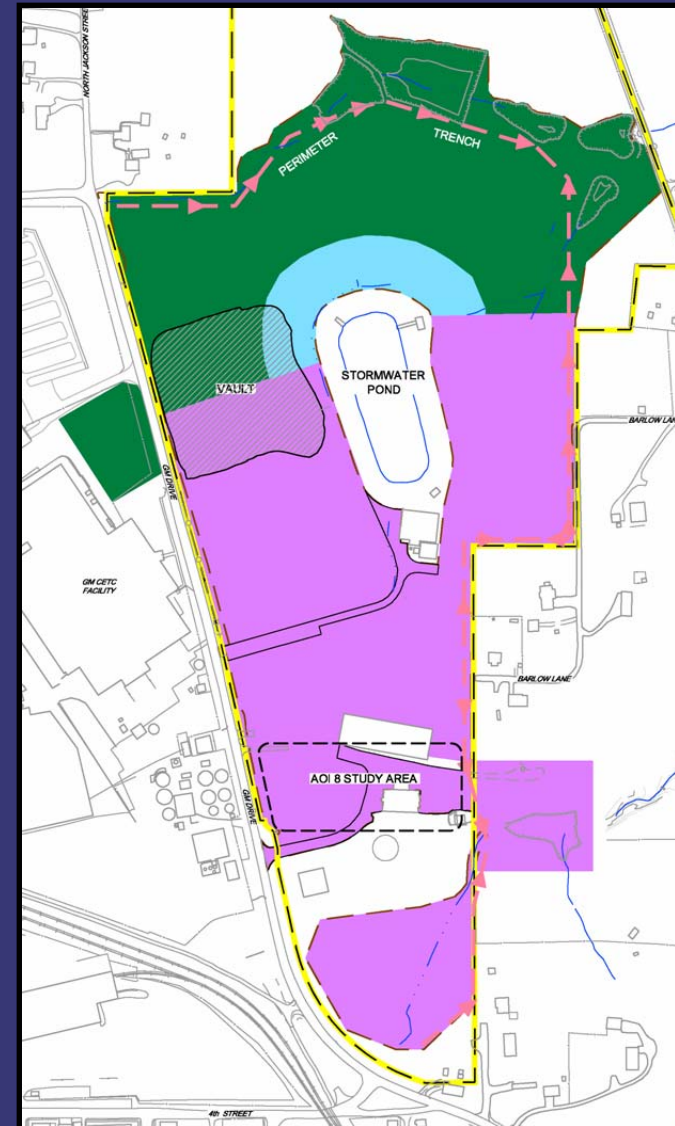 NORTH JACKSON STREET
PERIMETER
TRENCH
STORMWATER
POND
VAULT
BARLOW LANE
GM DRIVE
GM CETC
FACILITY
BARLOW LANE
AOI 8 STUDY AREA
GM DRIVE
4th STREET